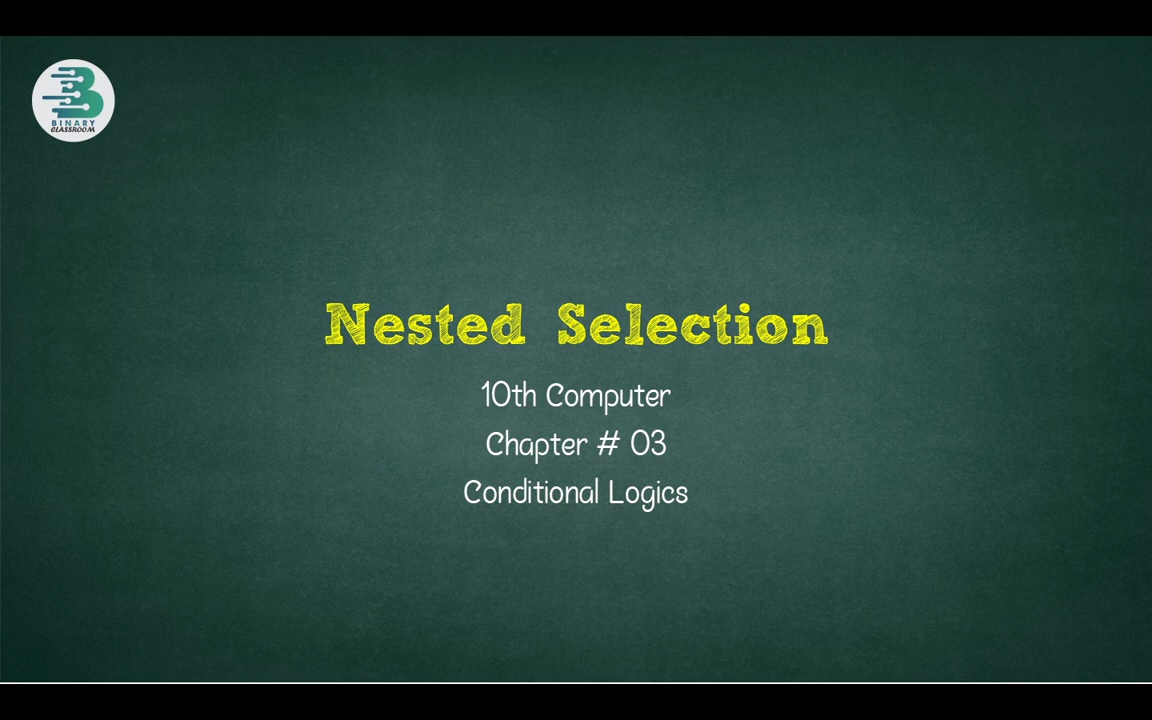 BINARY
CLASSROOM
Nested Selection
10th Computer
Chapter # 03
Conditional Logics